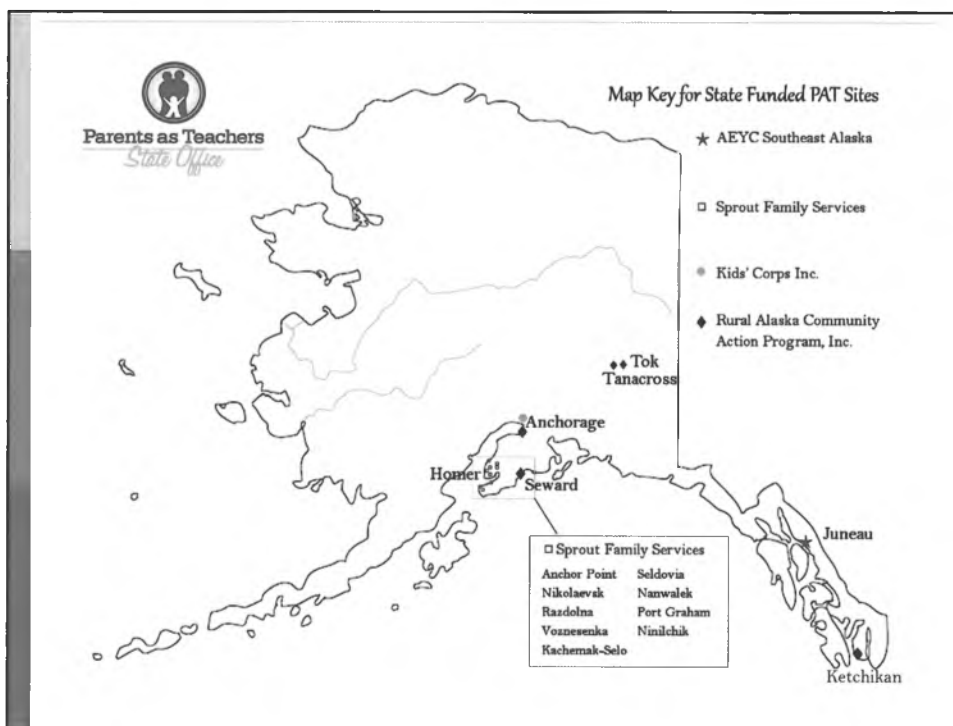 Parents as Teachers
State Office
Map Key for State Funded PAT Sites
AEYC Southeast Alaska
Sprout Family Services
Kids' Corps Inc.
Rural Alaska Community
Action Program, Inc.
Tok
Tanacross
Anchorage
Homer
Seward
Juneau
Ketchikan
Sprout Family Services
Anchor Point Seldovia
Nikolaevsk Nanwalek
Razdolna Port Graham
Voznesenka Ninilchik
Kachemak-Selo